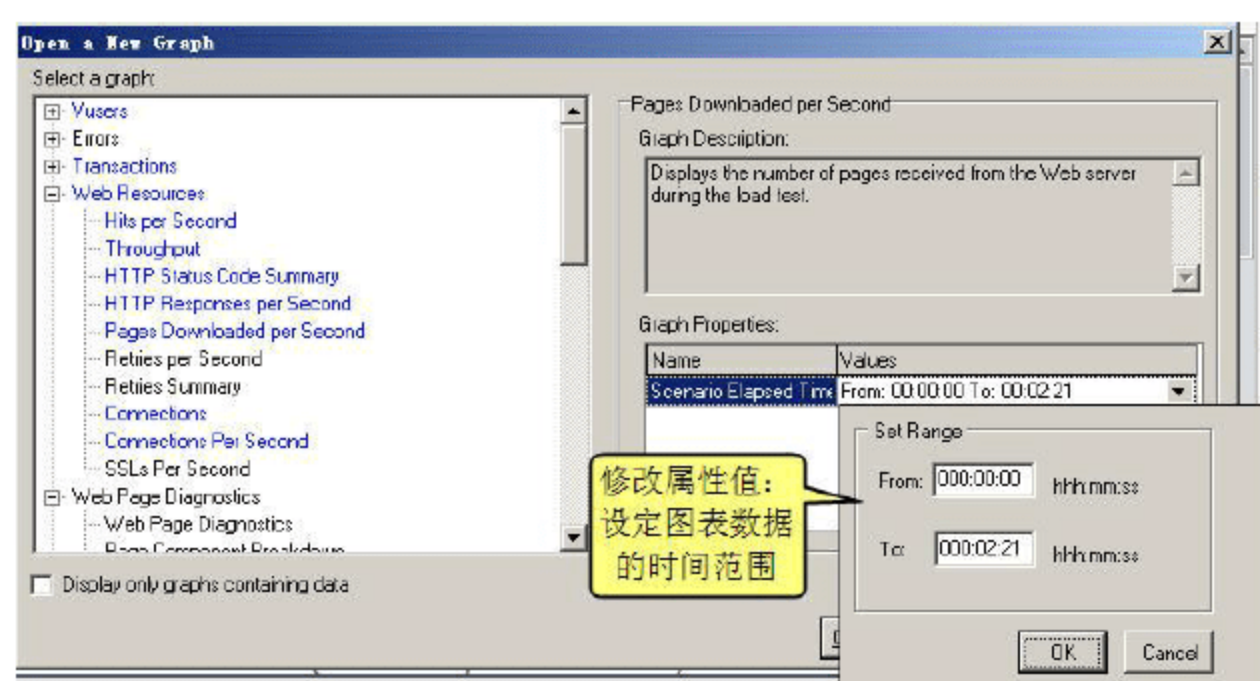 Open a New Graph
Select a graph:
Vusers
Errors
Transactions
Web Resources
Hits per Second
Throughput
HTTP Status Code Summary
HTTP Responses per Second
Pages Downloaded per Second
Retries per Second
Retries Summary
Connections
Connections Per Second
SSLs Per Second
Web Page Diagnostics
Web Page Diagnostics
Page Component Breakdown
Display only graphs containing data
Pages Downloaded per Second
Graph Description:
Displays the number of pages received from the Web server
during the load test.
Graph Properties:
Name Values
Scenario Elapsed Time From: 00:00:00 To: 00:02:21
修改属性值：
设定图表数据
的时间范围
Set Range
From: 000:00:00 hhh:mm:ss
To: 000:02:21 hhh:mm:ss
OK Cancel